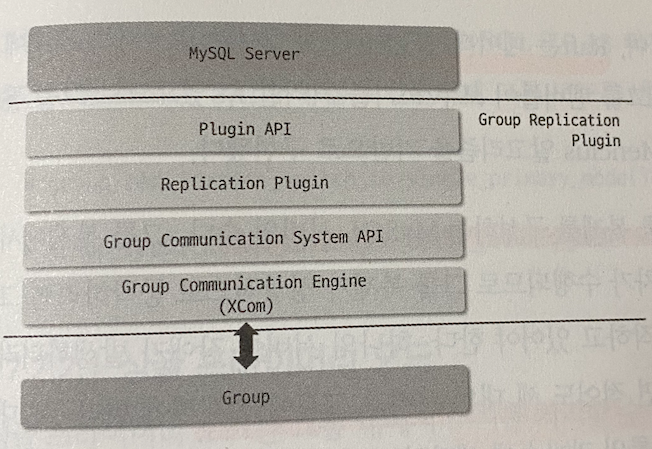 MySQL Server
Plugin API
Group Replication
Plugin
Replication Plugin
Group Communication System API
Group Communication Engine
(XCom)
Group